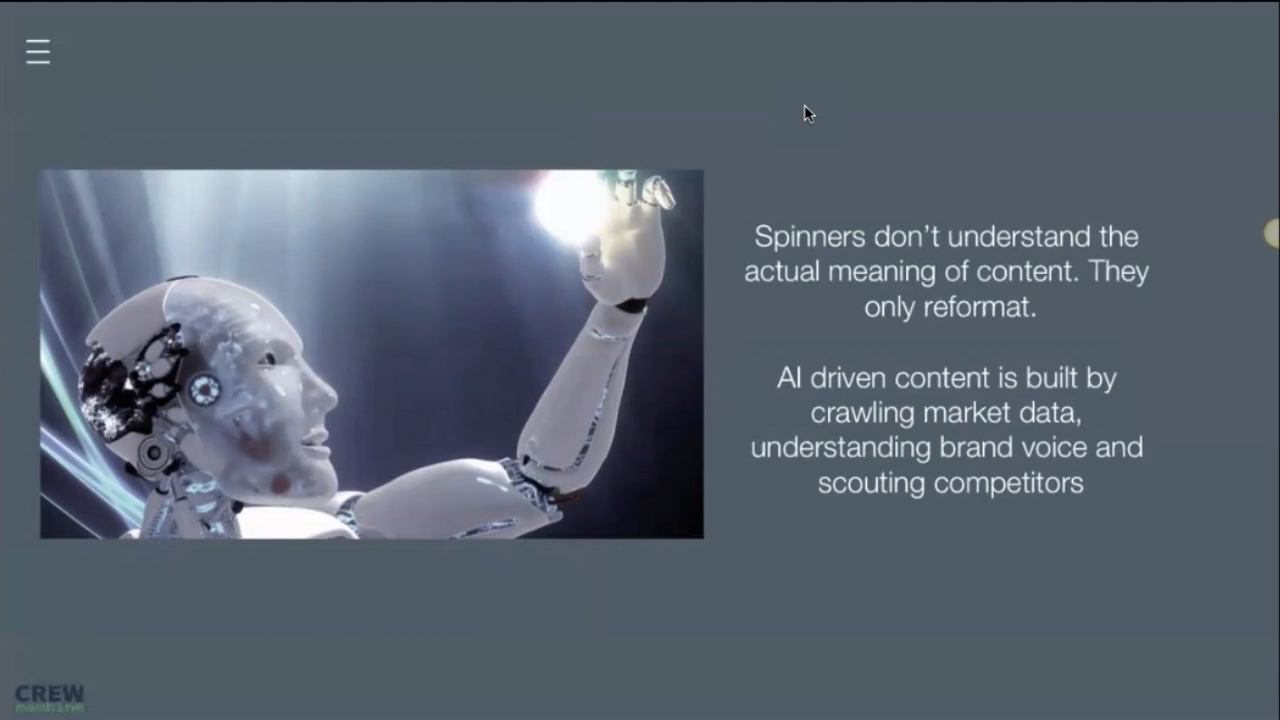 Spinners don't understand the
actual meaning of content. They
only reformat.
AI driven content is built by
crawling market data,
understanding brand voice and
scouting competitors
CREW
machine